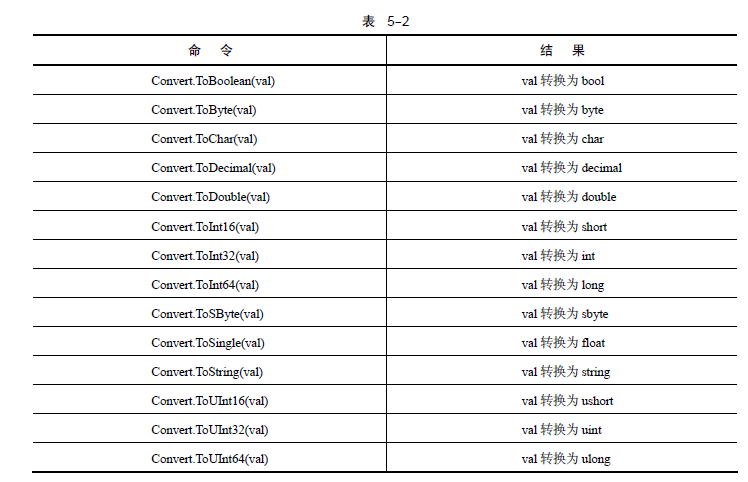 表 5-2
命 令 结 果
Convert.ToBoolean(val) val 转换为 bool
Convert.ToByte(val) val 转换为 byte
Convert.ToChar(val) val 转换为 char
Convert.ToDecimal(val) val 转换为 decimal
Convert.ToDouble(val) val 转换为 double
Convert.ToInt16(val) val 转换为 short
Convert.ToInt32(val) val 转换为 int
Convert.ToInt64(val) val 转换为 long
Convert.ToSByte(val) val 转换为 sbyte
Convert.ToSingle(val) val 转换为 float
Convert.ToString(val) val 转换为 string
Convert.ToUInt16(val) val 转换为 ushort
Convert.ToUInt32(val) val 转换为 uint
Convert.ToUInt64(val) val 转换为 ulong